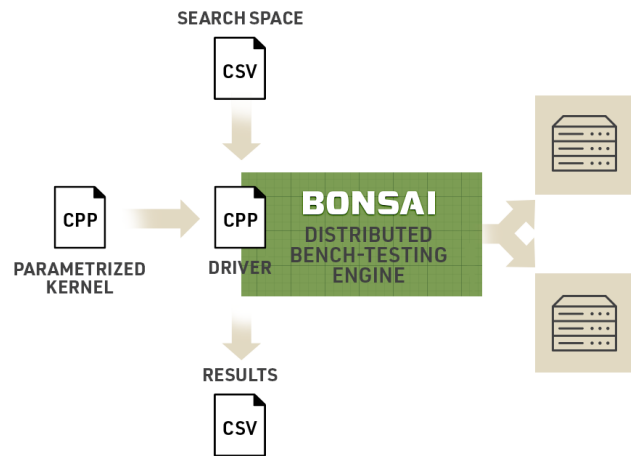 SEARCH SPACE
CSV
CPP
PARAMETRIZED
KERNEL
CPP
DRIVER
BONSAI
DISTRIBUTED
BENCH-TESTING
ENGINE
RESULTS
CSV